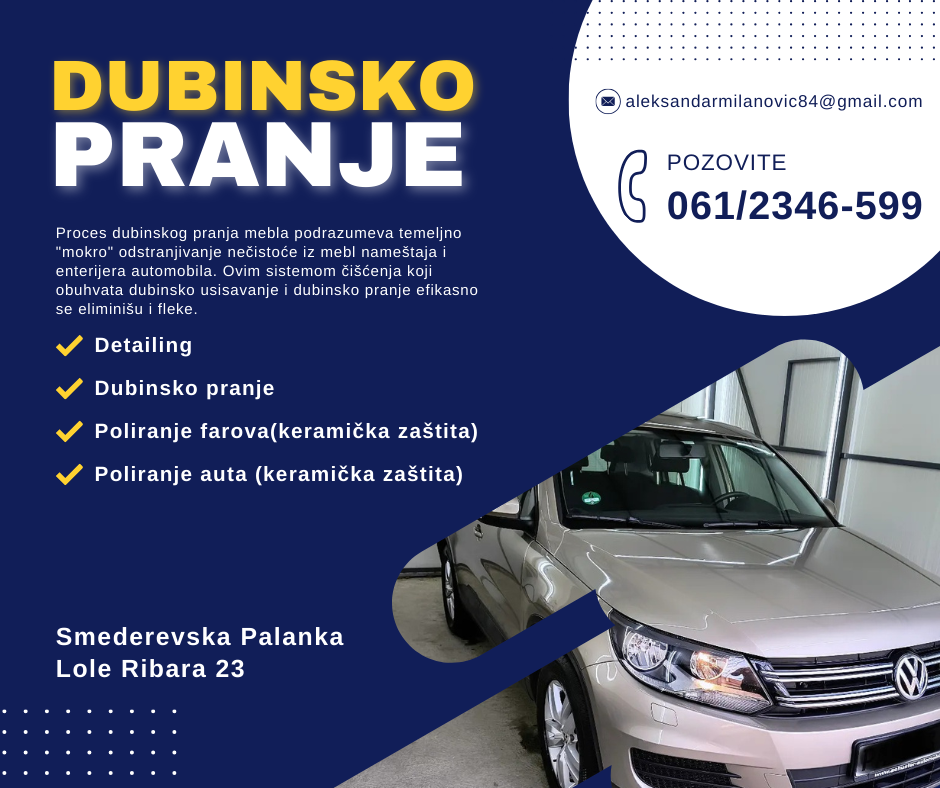 DUBINSKO
PRANJE
aleksandarmilanovic84@gmail.com
POZOVITE
061/2346-599
Proces dubinskog pranja mebla podrazumeva temeljno
"mokro" odstranjivanje nečistoće iz mebl nameštaja i
enterijera automobila. Ovim sistemom čišćenja koji
obuhvata dubinsko usisavanje i dubinsko pranje efikasno
se eliminišu i fleke.
Detailing
Dubinsko pranje
Poliranje farova(keramička zaštita)
Poliranje auta (keramička zaštita)
Smederevska Palanka
Lole Ribara 23